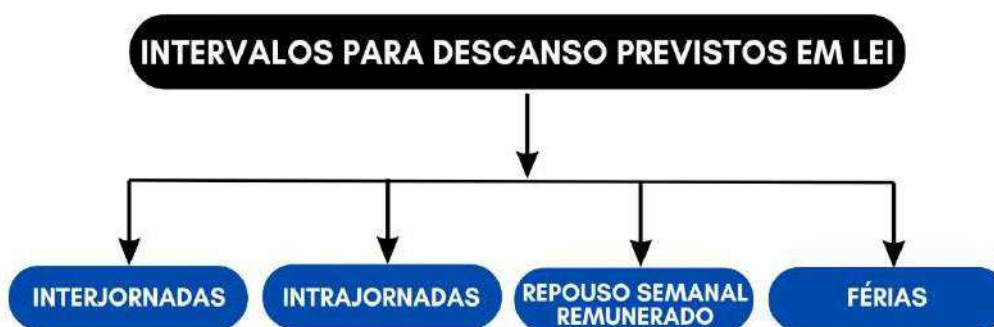 INTERVALOS PARA DESCANSO PREVISTOS EM LEI
INTERJORNADAS
INTRAJORNADAS
REPOUSO SEMANAL
REMUNERADO
FÉRIAS